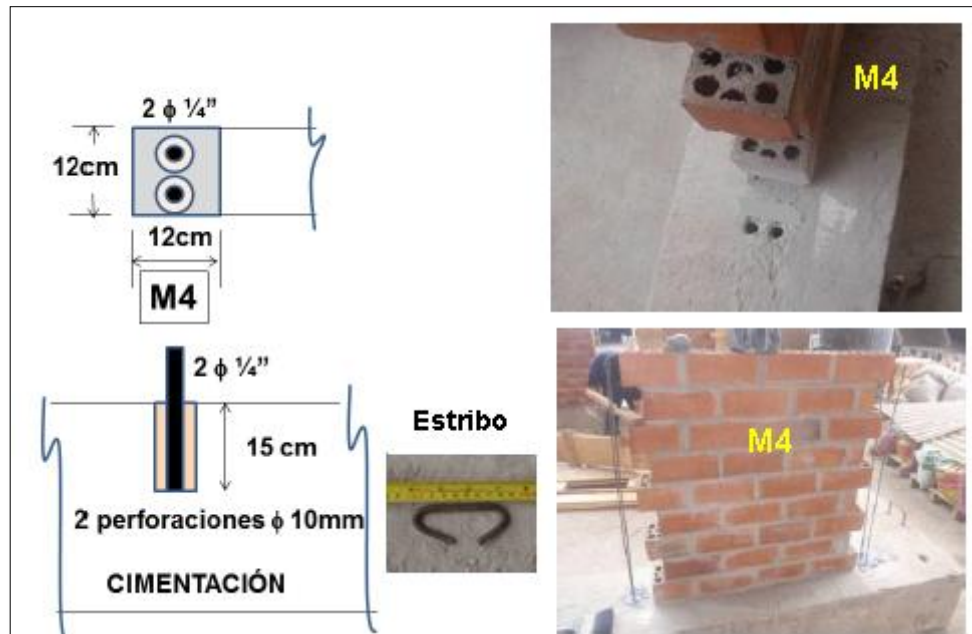 2 ϕ ¼”
12cm
12cm
M4
2 ϕ ¼”
15 cm
2 perforaciones ϕ 10mm
CIMENTACIÓN
Estribo
M4
M4